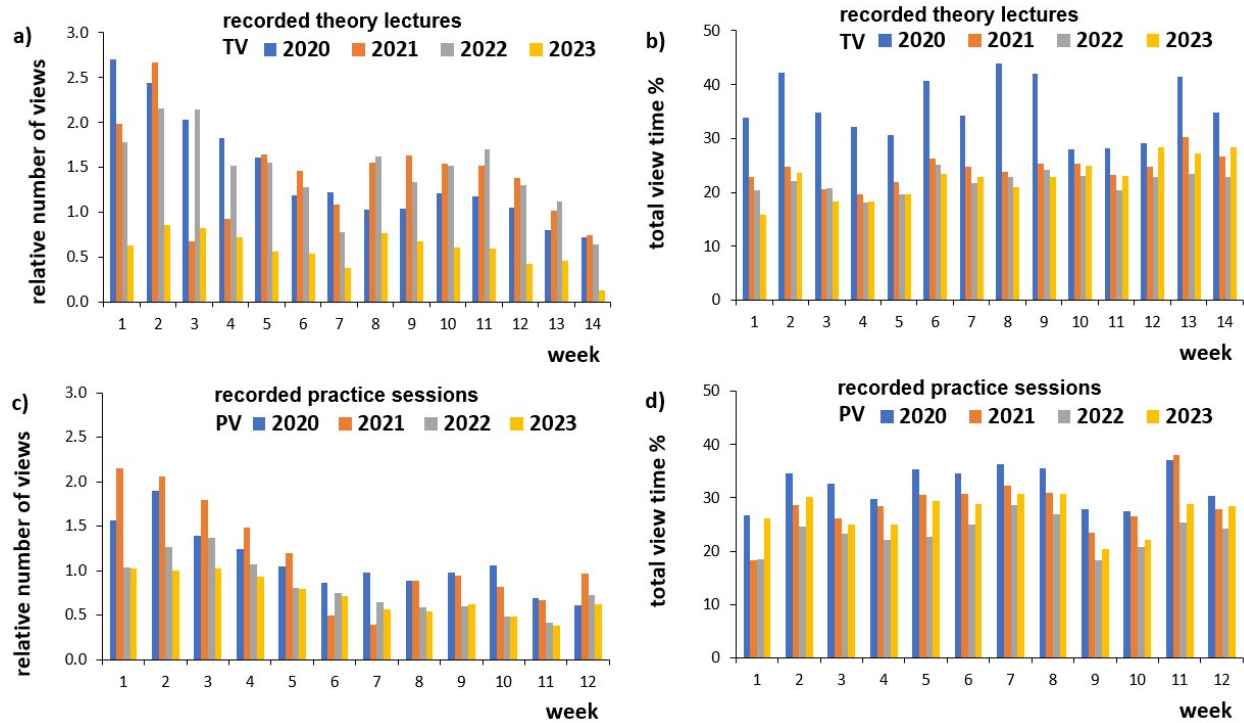 a)
recorded theory lectures
TV 2020 2021 2022 2023
relative number of views
3.0
2.5
2.0
1.5
1.0
0.5
0.0
1 2 3 4 5 6 7 8 9 10 11 12 13 14
week
b)
recorded theory lectures
TV 2020 2021 2022 2023
total view time %
50
40
30
20
10
0
1 2 3 4 5 6 7 8 9 10 11 12 13 14
week
c)
recorded practice sessions
PV 2020 2021 2022 2023
relative number of views
3.0
2.5
2.0
1.5
1.0
0.5
0.0
1 2 3 4 5 6 7 8 9 10 11 12
week
d)
recorded practice sessions
PV 2020 2021 2022 2023
total view time %
50
40
30
20
10
0
1 2 3 4 5 6 7 8 9 10 11 12
week